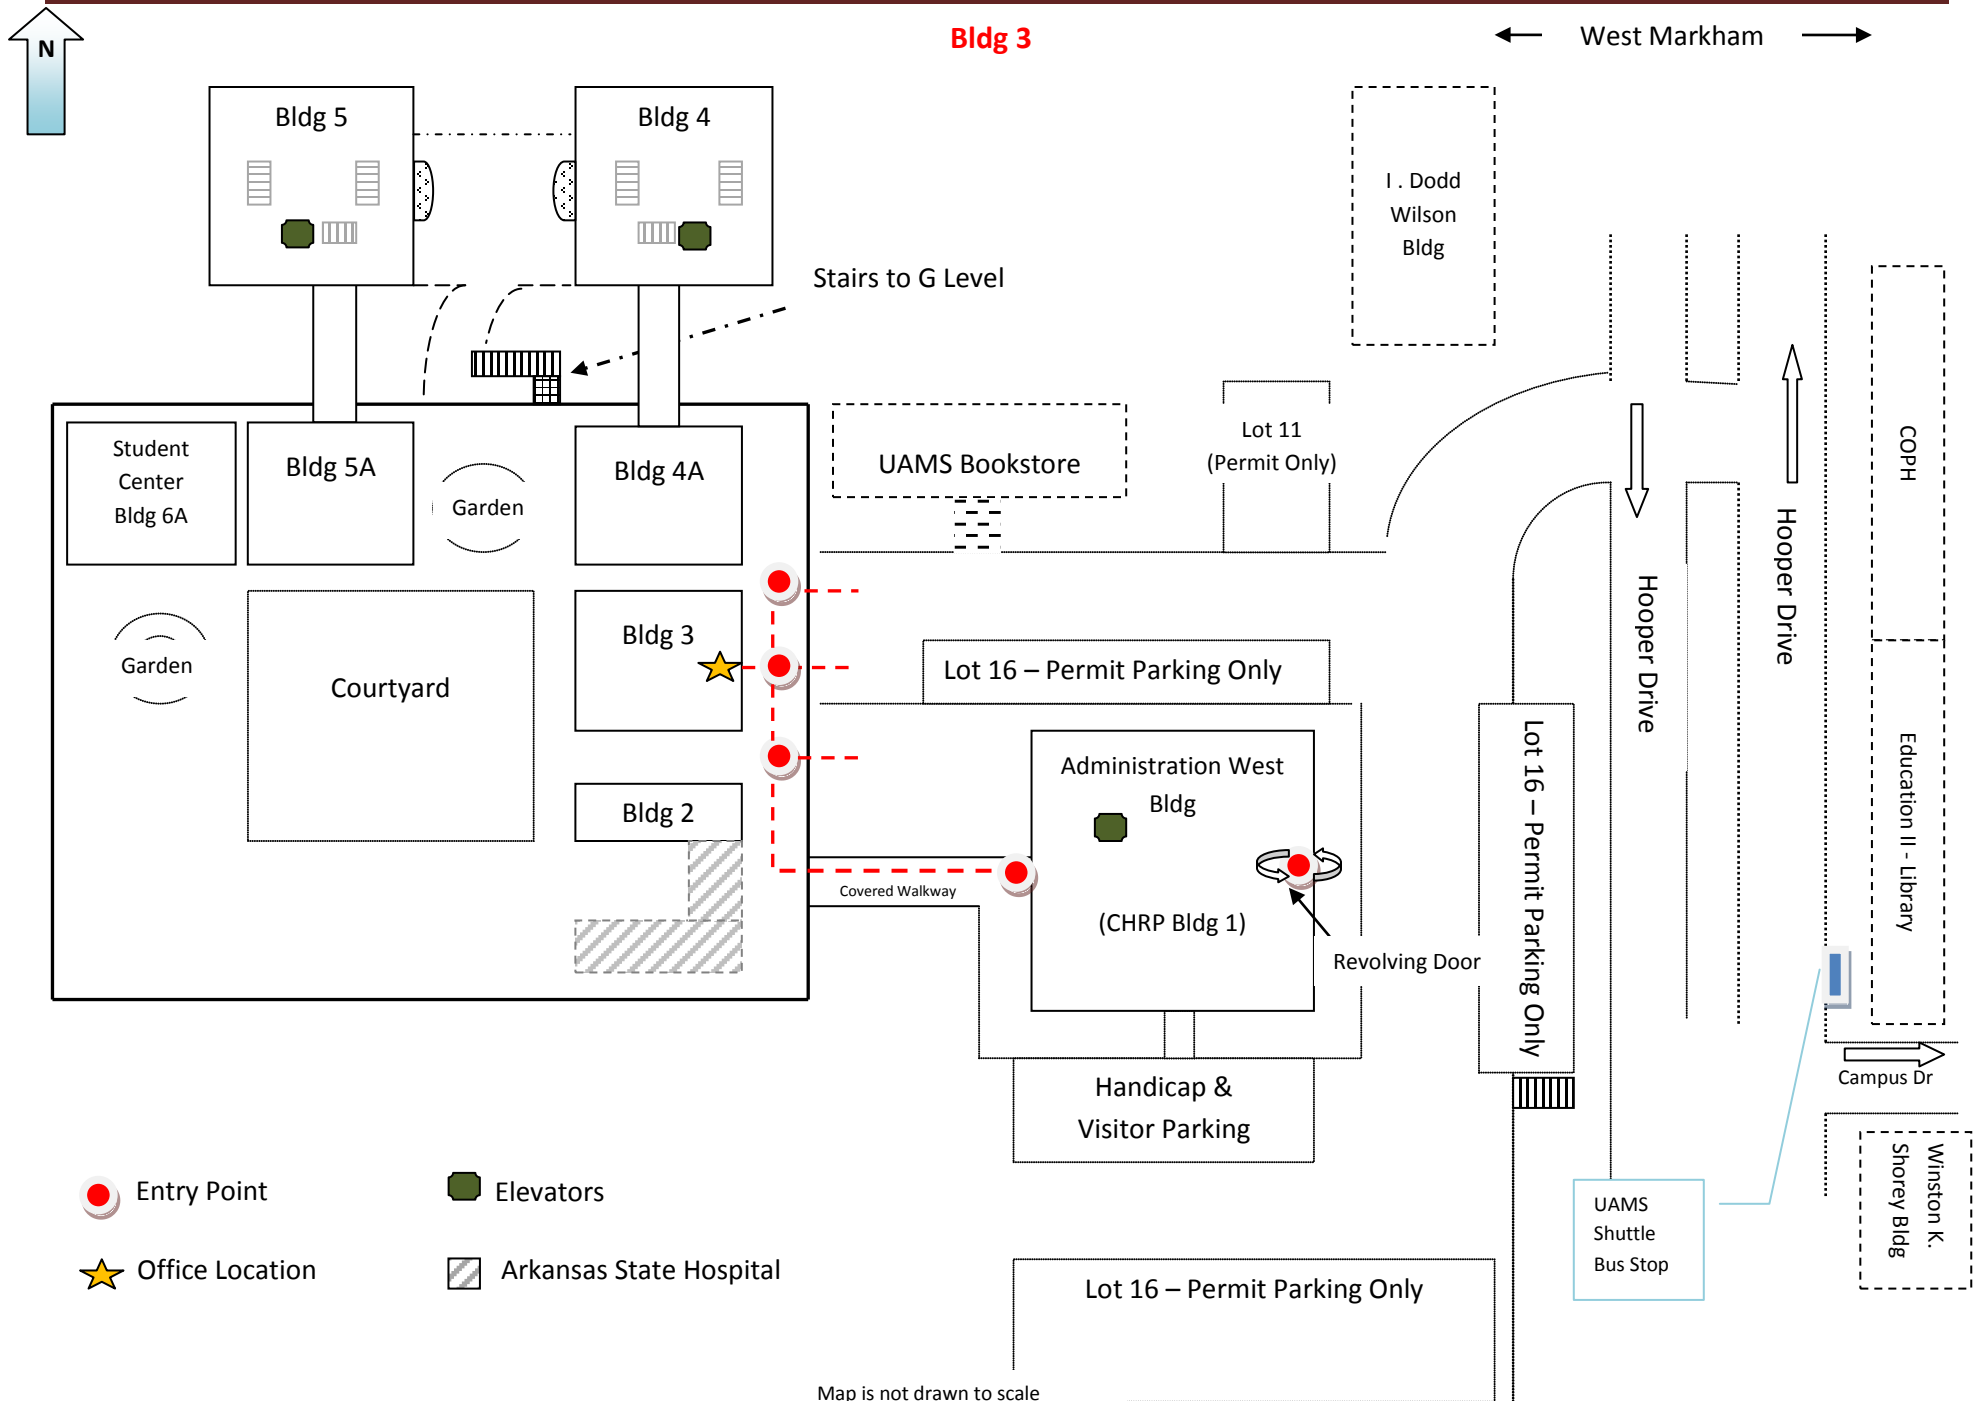 Bldg 3
West Markham
N
Bldg 5
Bldg 4
I . Dodd
Wilson
Bldg
Stairs to G Level
Student
Center
Bldg 6A
Bldg 5A
Garden
Bldg 4A
UAMS Bookstore
Lot 11
(Permit Only)
COPH
Hooper Drive
Hooper Drive
Garden
Courtyard
Bldg 3
Lot 16 – Permit Parking Only
Administration West
Bldg
Lot 16 – Permit Parking Only
Education II - Library
Bldg 2
Covered Walkway
(CHRP Bldg 1)
Revolving Door
Campus Dr
Handicap &
Visitor Parking
Winston K.
Shorey Bldg
Entry Point
Elevators
UAMS
Shuttle
Bus Stop
Office Location
Arkansas State Hospital
Lot 16 – Permit Parking Only
Map is not drawn to scale